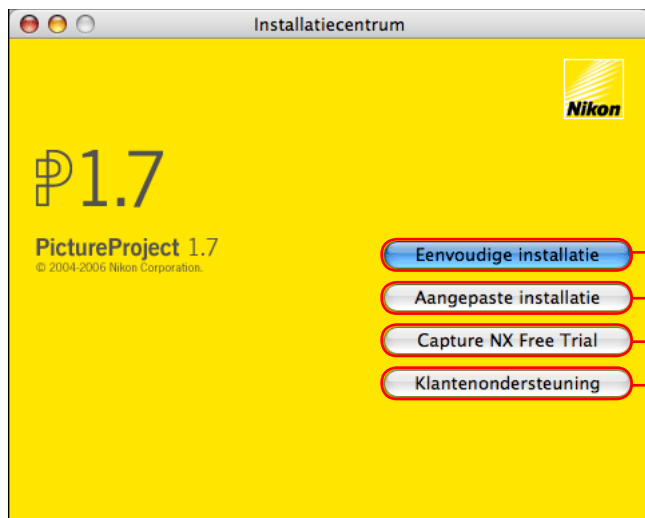 Installatiecentrum
Nikon
P1.7
PictureProject 1.7
© 2004-2006 Nikon Corporation.
Eenvoudige installatie
Aangepaste installatie
Capture NX Free Trial
Klantenondersteuning